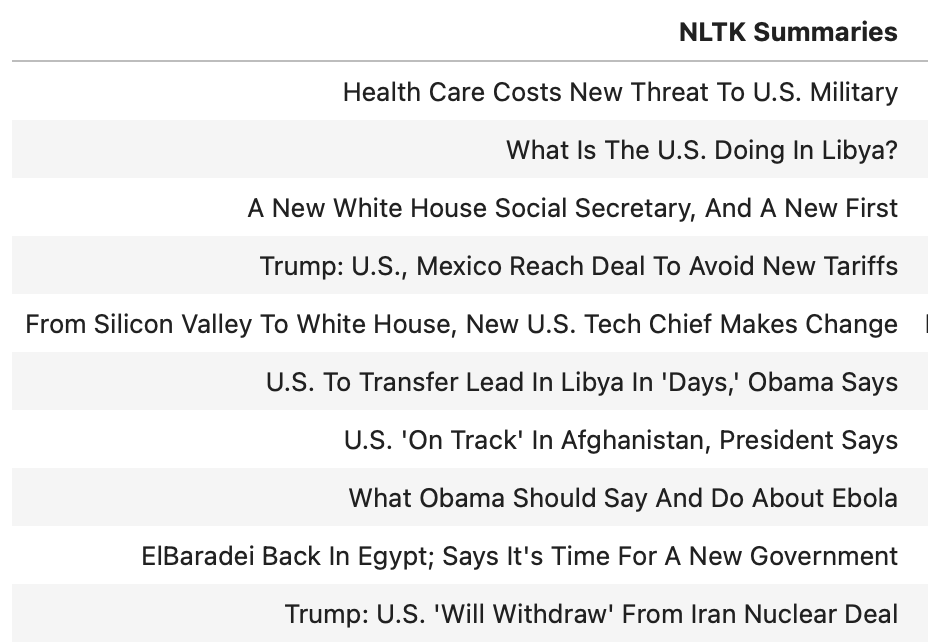 NLTK Summaries
Health Care Costs New Threat To U.S. Military
What Is The U.S. Doing In Libya?
A New White House Social Secretary, And A New First
Trump: U.S., Mexico Reach Deal To Avoid New Tariffs
From Silicon Valley To White House, New U.S. Tech Chief Makes Change
U.S. To Transfer Lead In Libya In 'Days,' Obama Says
U.S. 'On Track' In Afghanistan, President Says
What Obama Should Say And Do About Ebola
ElBaradei Back In Egypt; Says It's Time For A New Government
Trump: U.S. 'Will Withdraw' From Iran Nuclear Deal